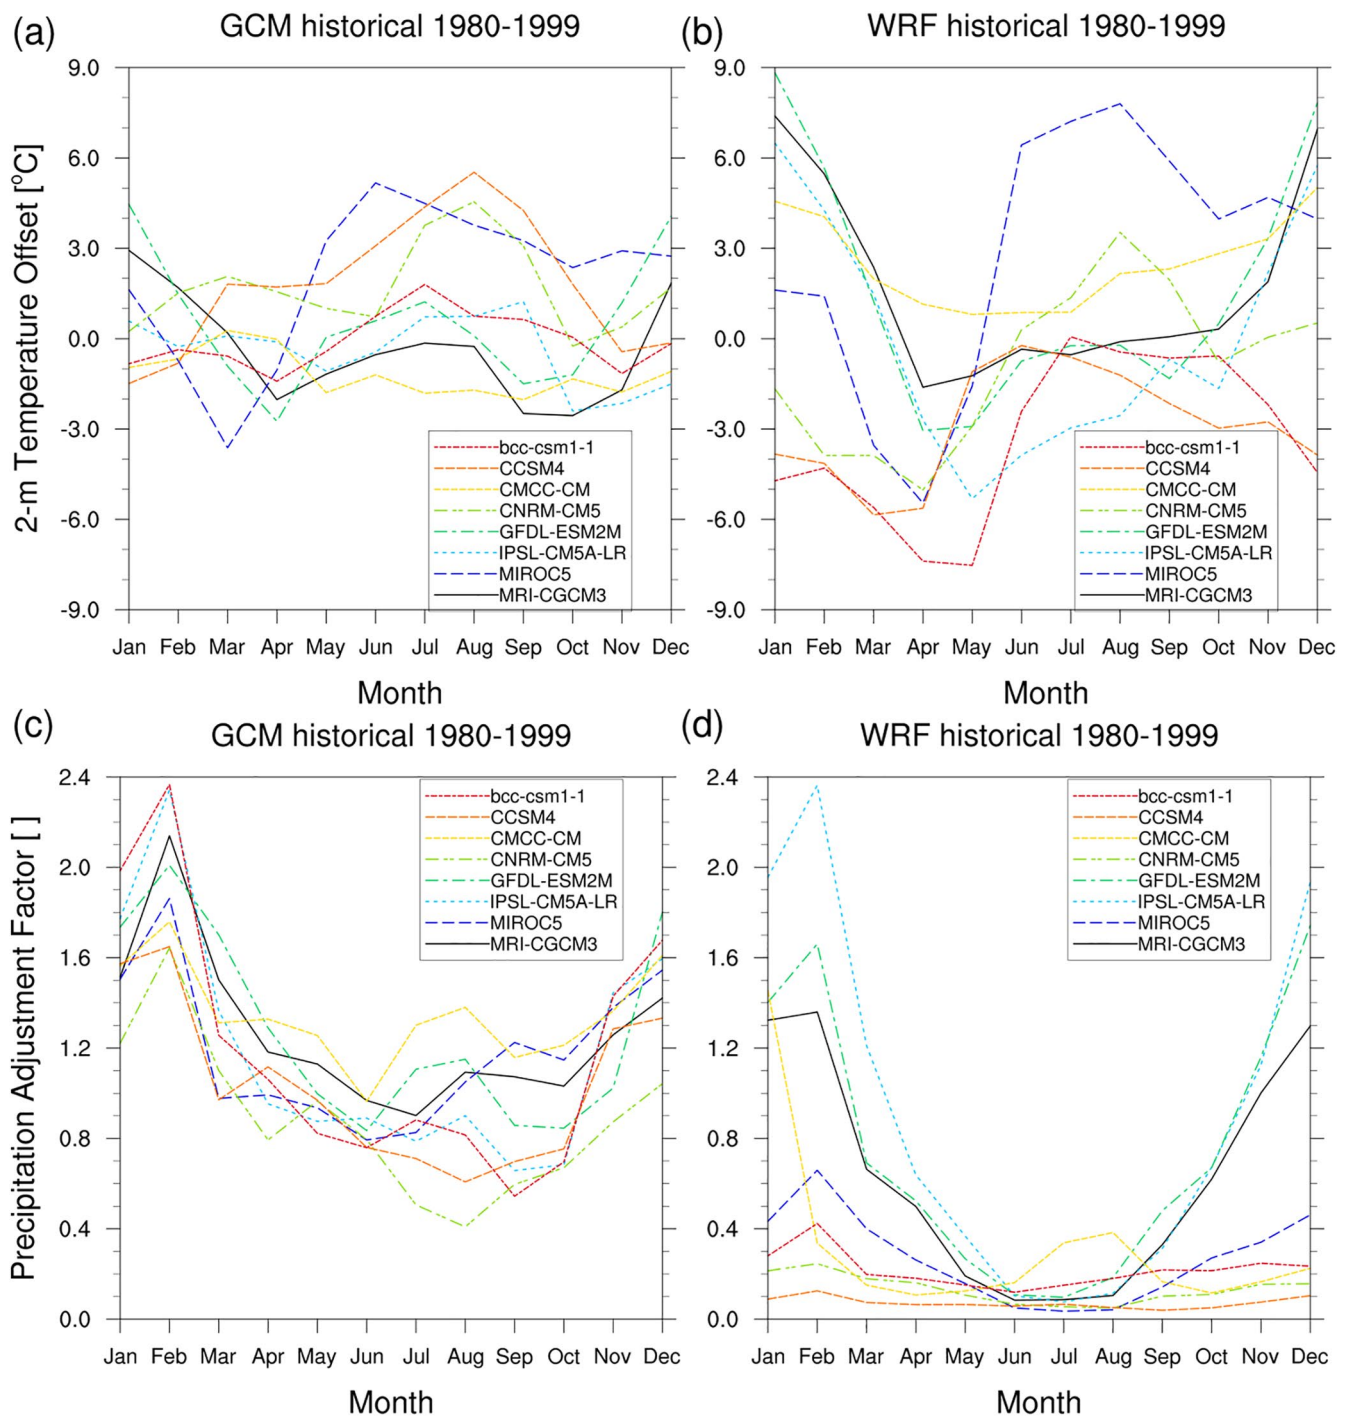 (a) GCM historical 1980-1999
9.0
6.0
3.0
0.0
-3.0
-6.0
-9.0
2-m Temperature Offset [°C]
bcc-csm1-1
CCSM4
CMCC-CM
CNRM-CM5
GFDL-ESM2M
IPSL-CM5A-LR
MIROC5
MRI-CGCM3
Jan Feb Mar Apr May Jun Jul Aug Sep Oct Nov Dec
Month
(b) WRF historical 1980-1999
9.0
6.0
3.0
0.0
-3.0
-6.0
-9.0
bcc-csm1-1
CCSM4
CMCC-CM
CNRM-CM5
GFDL-ESM2M
IPSL-CM5A-LR
MIROC5
MRI-CGCM3
Jan Feb Mar Apr May Jun Jul Aug Sep Oct Nov Dec
Month
(c) GCM historical 1980-1999
2.4
2.0
1.6
1.2
0.8
0.4
0.0
Precipitation Adjustment Factor [ ]
bcc-csm1-1
CCSM4
CMCC-CM
CNRM-CM5
GFDL-ESM2M
IPSL-CM5A-LR
MIROC5
MRI-CGCM3
Jan Feb Mar Apr May Jun Jul Aug Sep Oct Nov Dec
Month
(d) WRF historical 1980-1999
2.4
2.0
1.6
1.2
0.8
0.4
0.0
bcc-csm1-1
CCSM4
CMCC-CM
CNRM-CM5
GFDL-ESM2M
IPSL-CM5A-LR
MIROC5
MRI-CGCM3
Jan Feb Mar Apr May Jun Jul Aug Sep Oct Nov Dec
Month